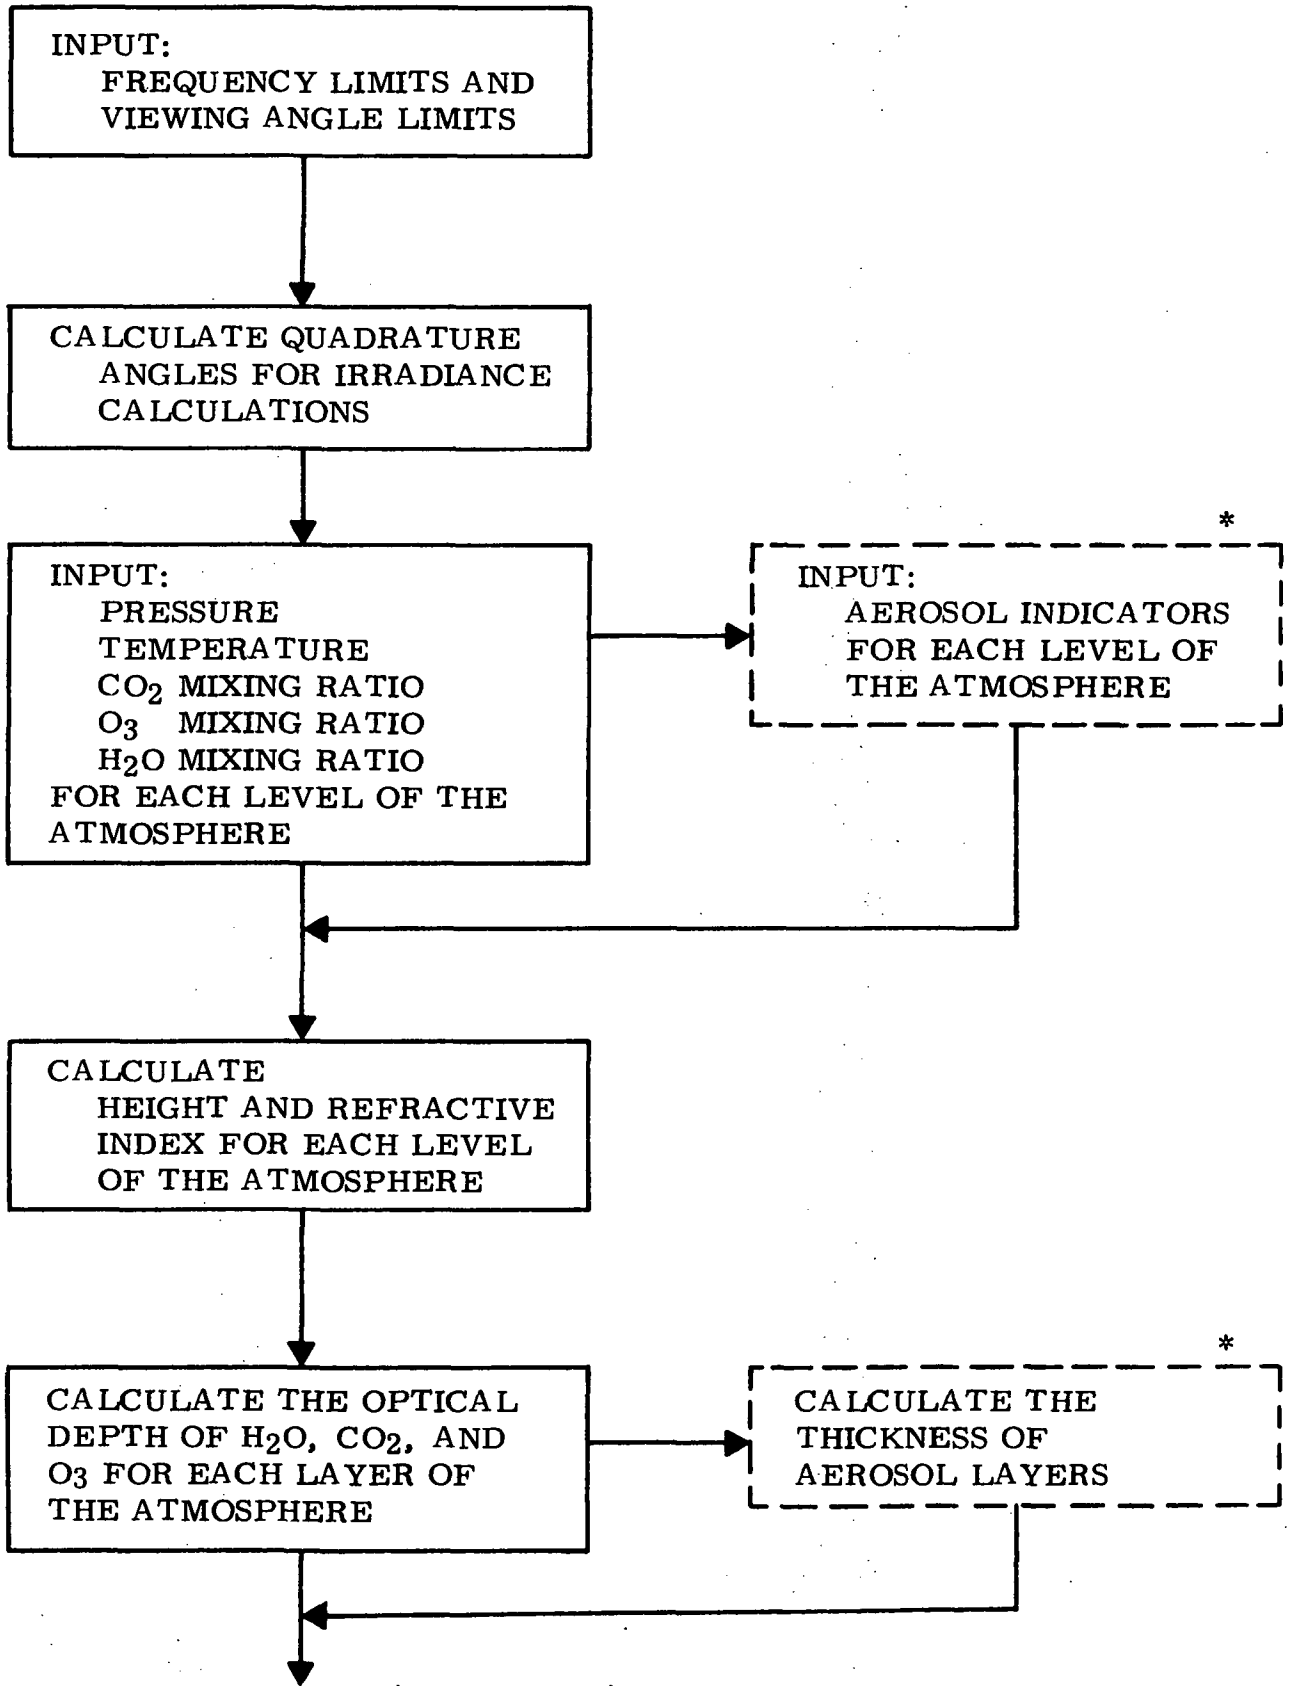 INPUT:
FREQUENCY LIMITS AND
VIEWING ANGLE LIMITS
CALCULATE QUADRATURE
ANGLES FOR IRRADIANCE
CALCULATIONS
INPUT:
PRESSURE
TEMPERATURE
CO2 MIXING RATIO
O3 MIXING RATIO
H2O MIXING RATIO
FOR EACH LEVEL OF THE
ATMOSPHERE
*
INPUT:
AEROSOL INDICATORS
FOR EACH LEVEL OF
THE ATMOSPHERE
CALCULATE
HEIGHT AND REFRACTIVE
INDEX FOR EACH LEVEL
OF THE ATMOSPHERE
CALCULATE THE OPTICAL
DEPTH OF H2O, CO2, AND
O3 FOR EACH LAYER OF
THE ATMOSPHERE
*
CALCULATE THE
THICKNESS OF
AEROSOL LAYERS